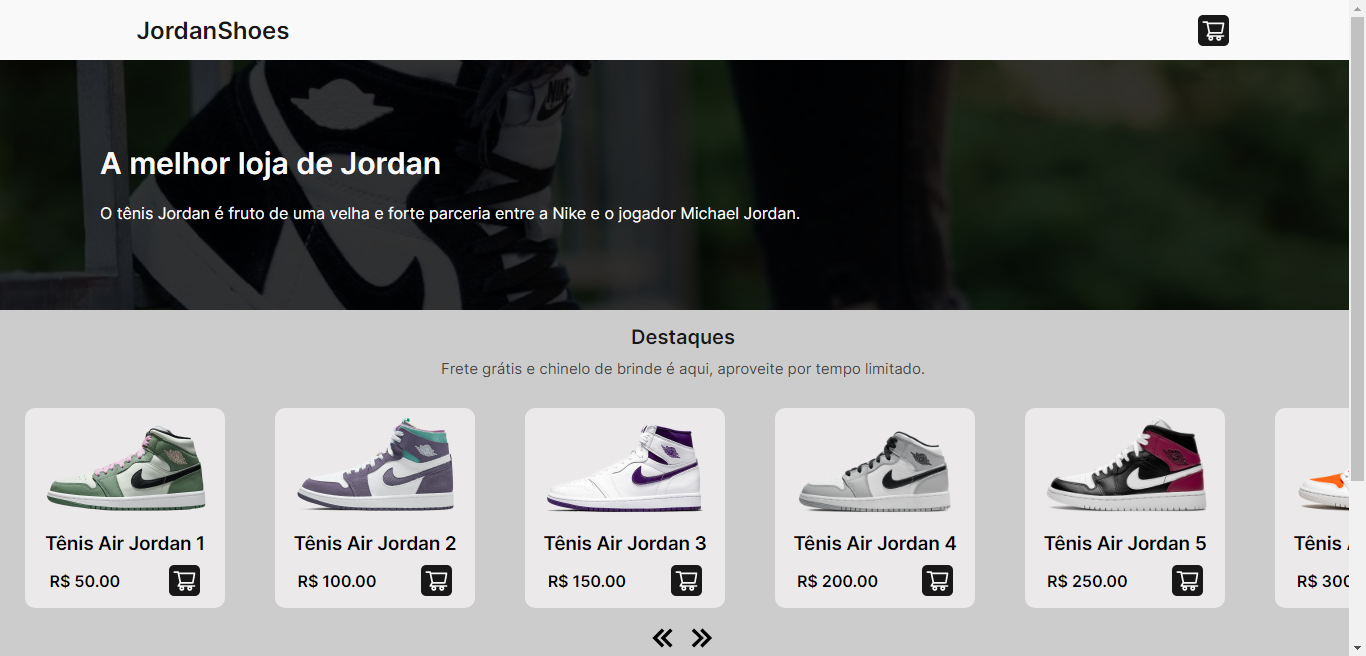 JordanShoes
NIKE
A melhor loja de Jordan
O tênis Jordan é fruto de uma velha e forte parceria entre a Nike e o jogador Michael Jordan.
Destaques
Frete grátis e chinelo de brinde é aqui, aproveite por tempo limitado.
Tênis Air Jordan 1
R$ 50.00
Tênis Air Jordan 2
R$ 100.00
Tênis Air Jordan 3
R$ 150.00
Tênis Air Jordan 4
R$ 200.00
Tênis Air Jordan 5
R$ 250.00
Tênis
R$ 300